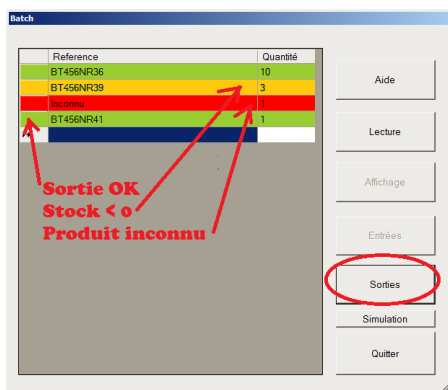 Batch
Reference Quantité
BT456NR36 10
BT456NR39 3
Inconnu 1
BT456NR41 1
Sortie OK
Stock < 0
Produit inconnu
Aide
Lecture
Affichage
Entrées
Sorties
Simulation
Quitter